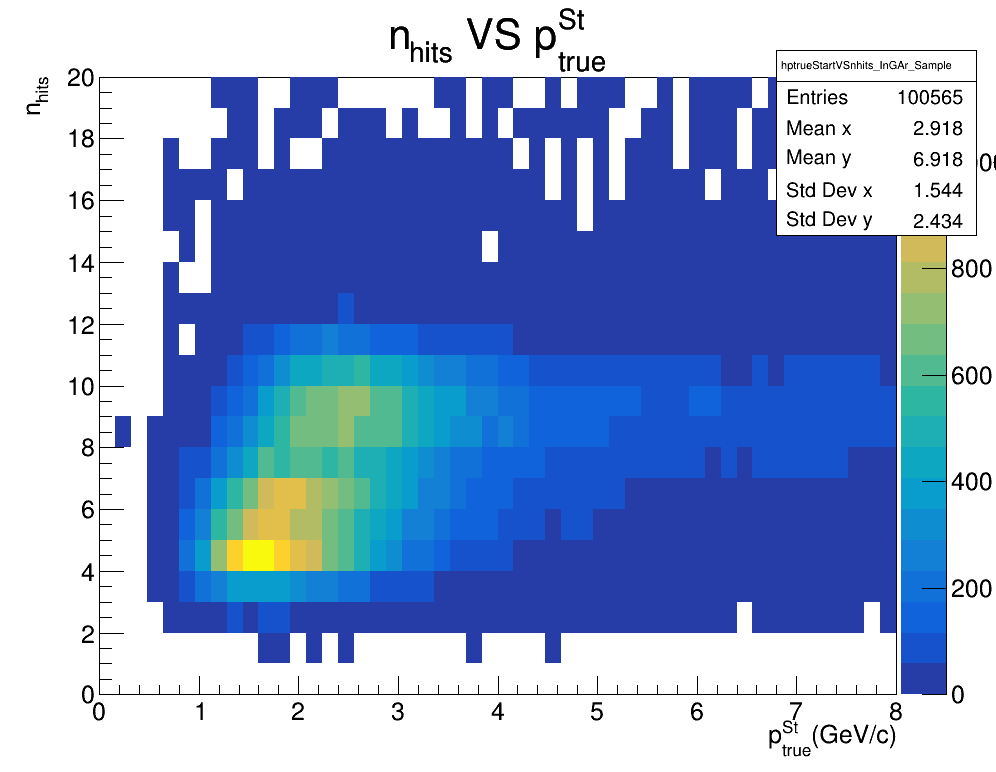 n_hits VS p^St_true
n_hits
hptrueStartVSnhits_InGAr_Sample
Entries 100565
Mean x 2.918
Mean y 6.918
Std Dev x 1.544
Std Dev y 2.434
20
18
16
14
12
10
8
6
4
2
0
800
600
400
200
0
0 1 2 3 4 5 6 7 8
p^St_true(GeV/c)